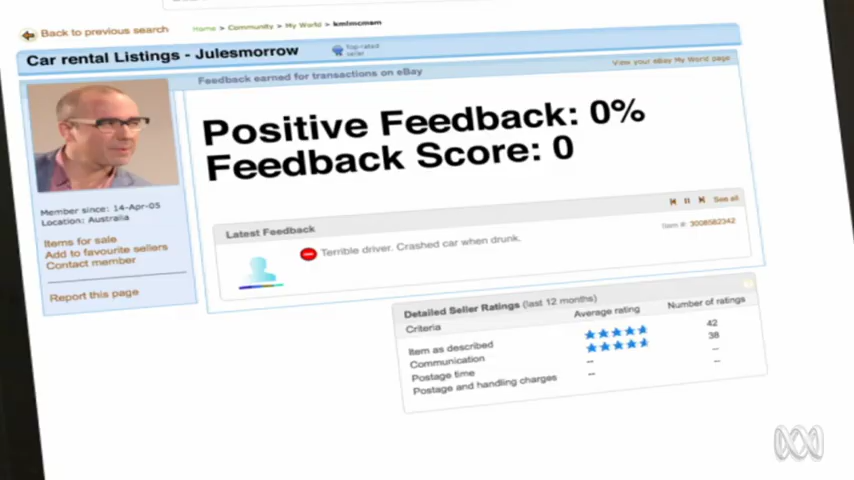 Back to previous search
Home > Community > My World > kmlmcmsm
Car rental Listings - Julesmorrow
Top-rated
seller
Feedback earned for transactions on eBay
View your eBay My World page
Positive Feedback: 0%
Feedback Score: 0
Member since: 14-Apr-05
Location: Australia
Items for sale
Add to favourite sellers
Contact member
Report this page
Latest Feedback
See all
Terrible driver. Crashed car when drunk.
Item #: 3008582342
Detailed Seller Ratings (last 12 months)
Criteria Average rating Number of ratings
Item as described 42
Communication 38
Postage time -- --
Postage and handling charges -- --